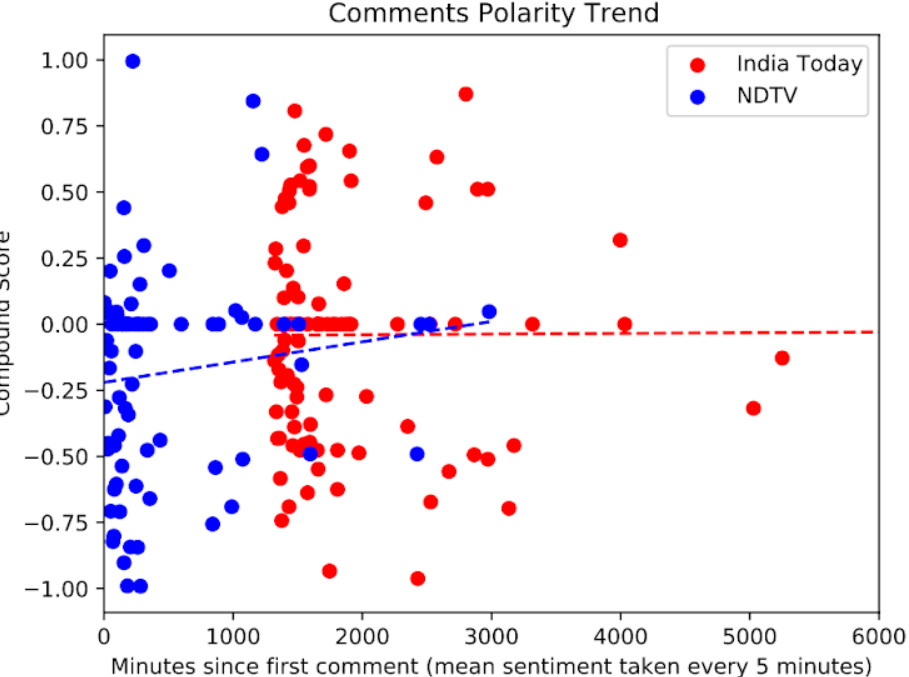 Comments Polarity Trend
India Today
NDTV
1.00
0.75
0.50
0.25
0.00
−0.25
−0.50
−0.75
−1.00
Compound Score
0 1000 2000 3000 4000 5000 6000
Minutes since first comment (mean sentiment taken every 5 minutes)